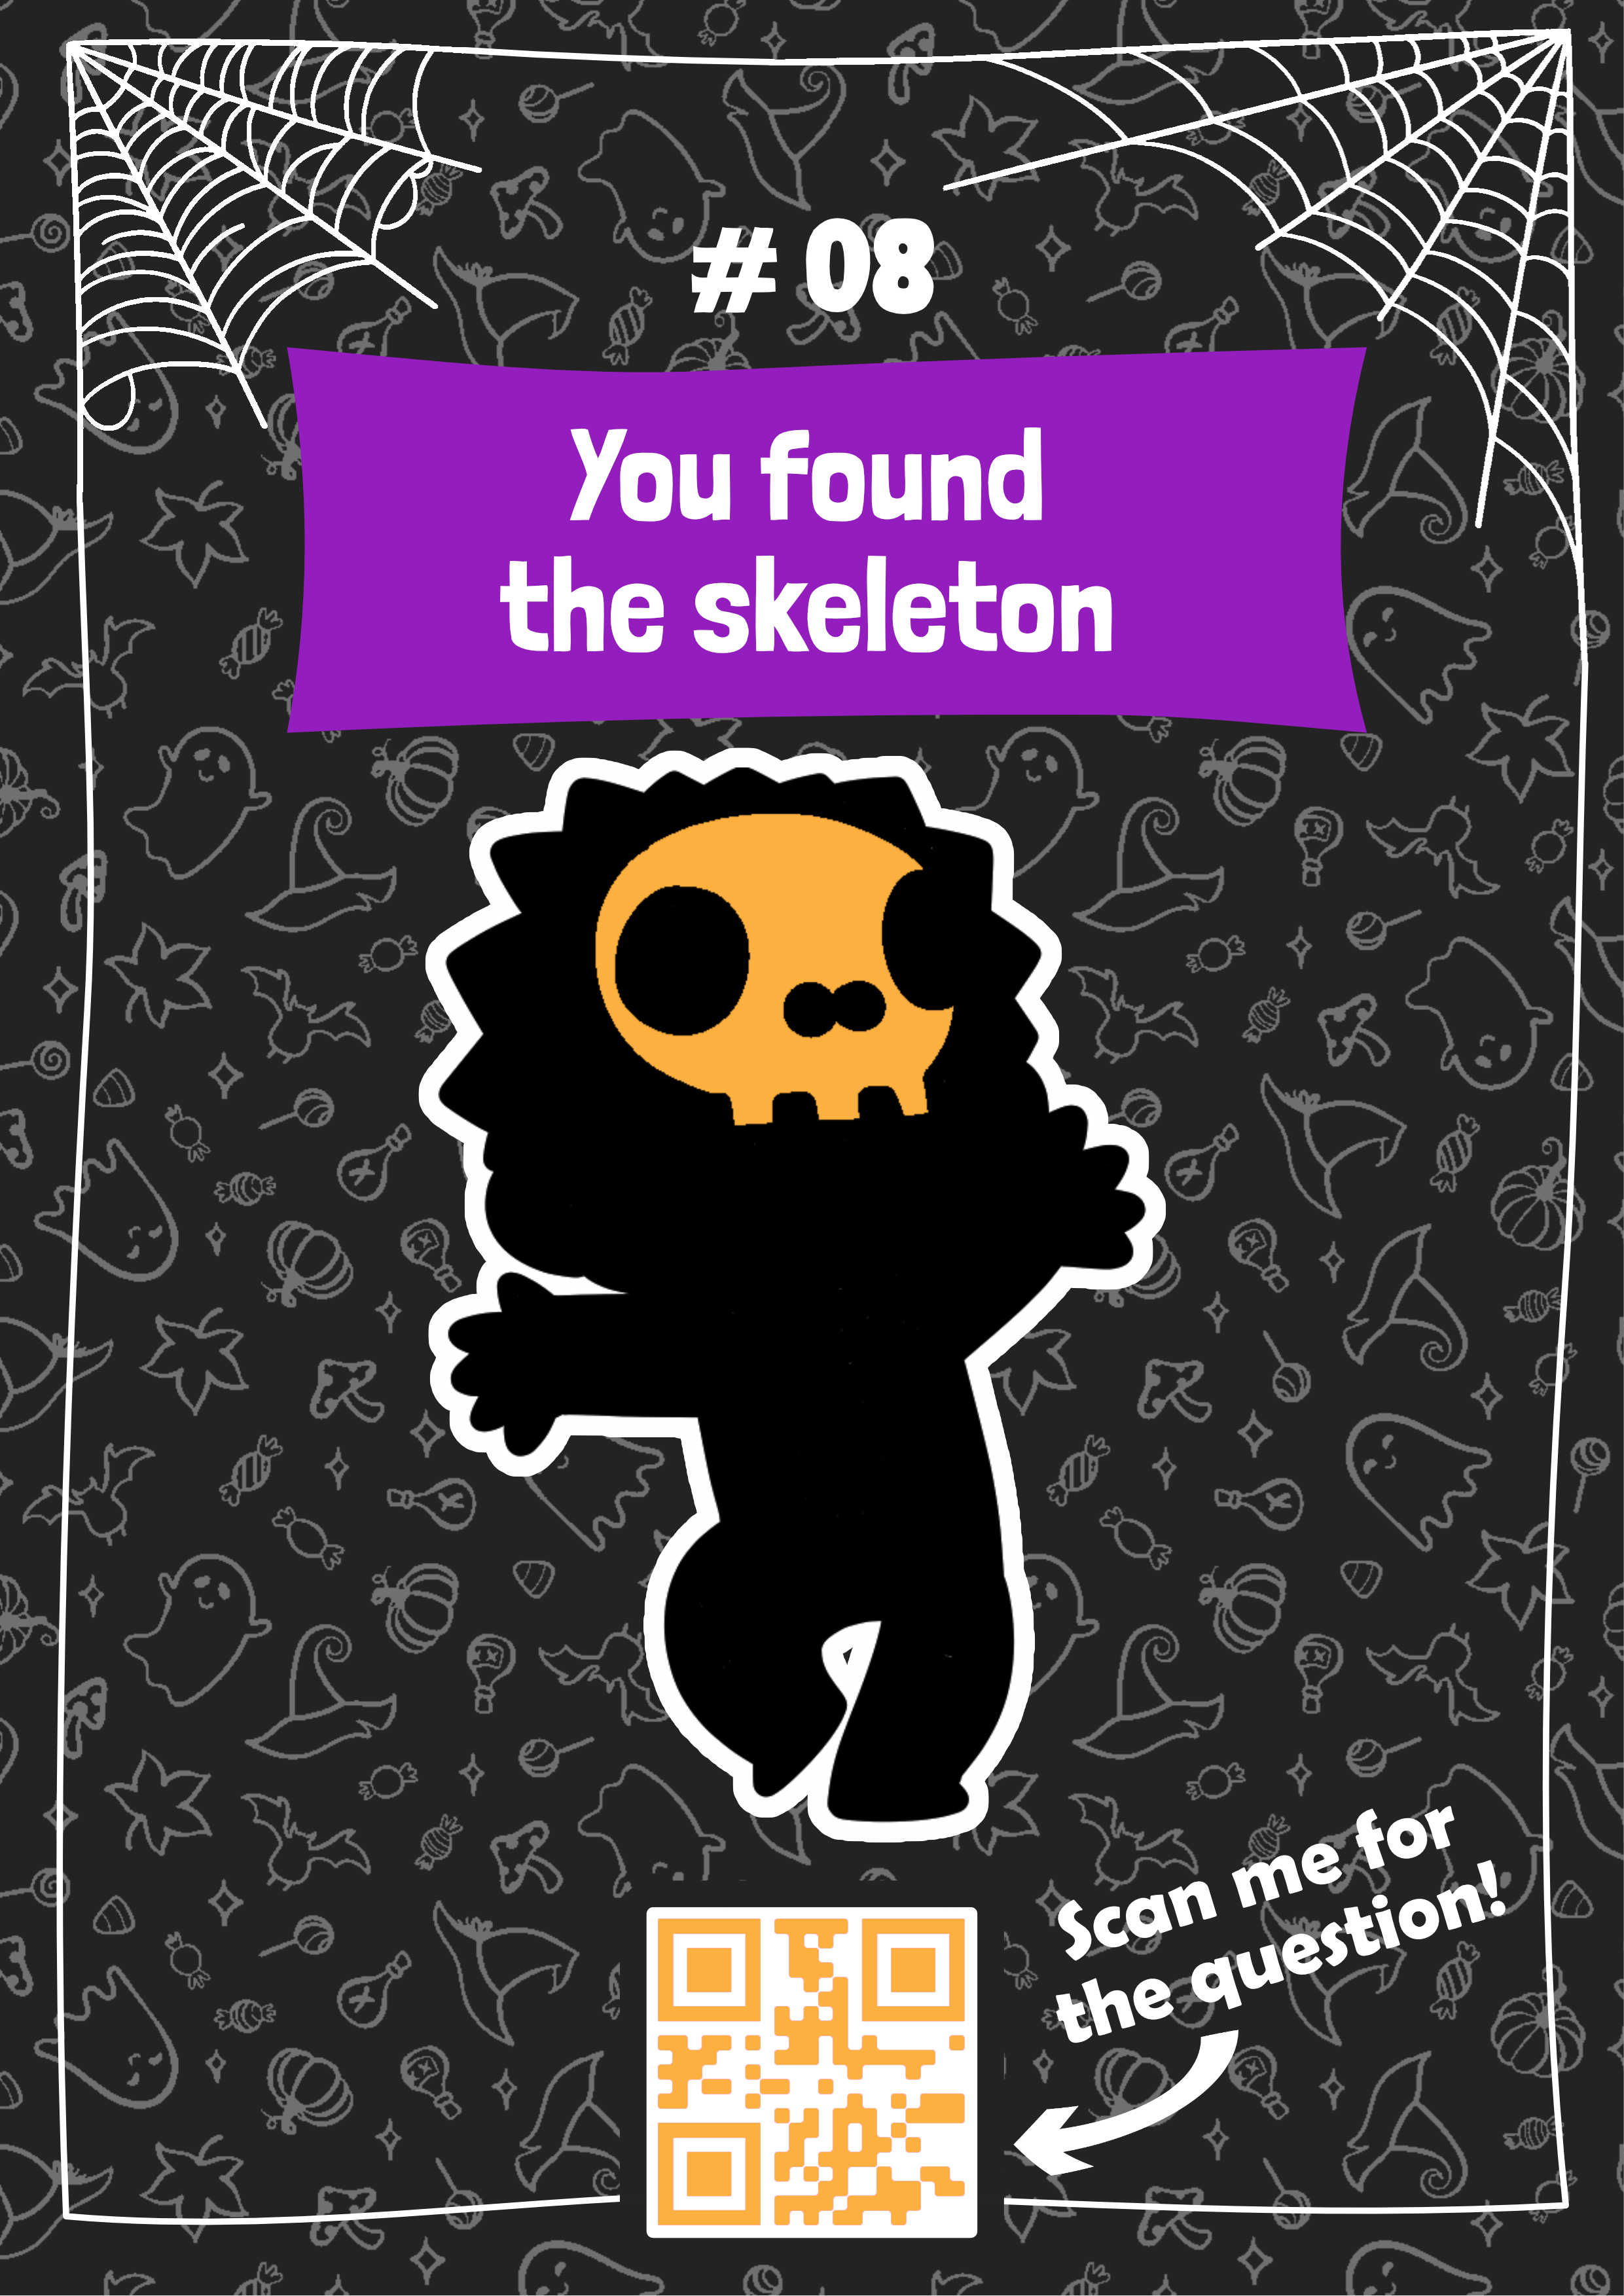 # 08
You found
the skeleton
Scan me for
the question!